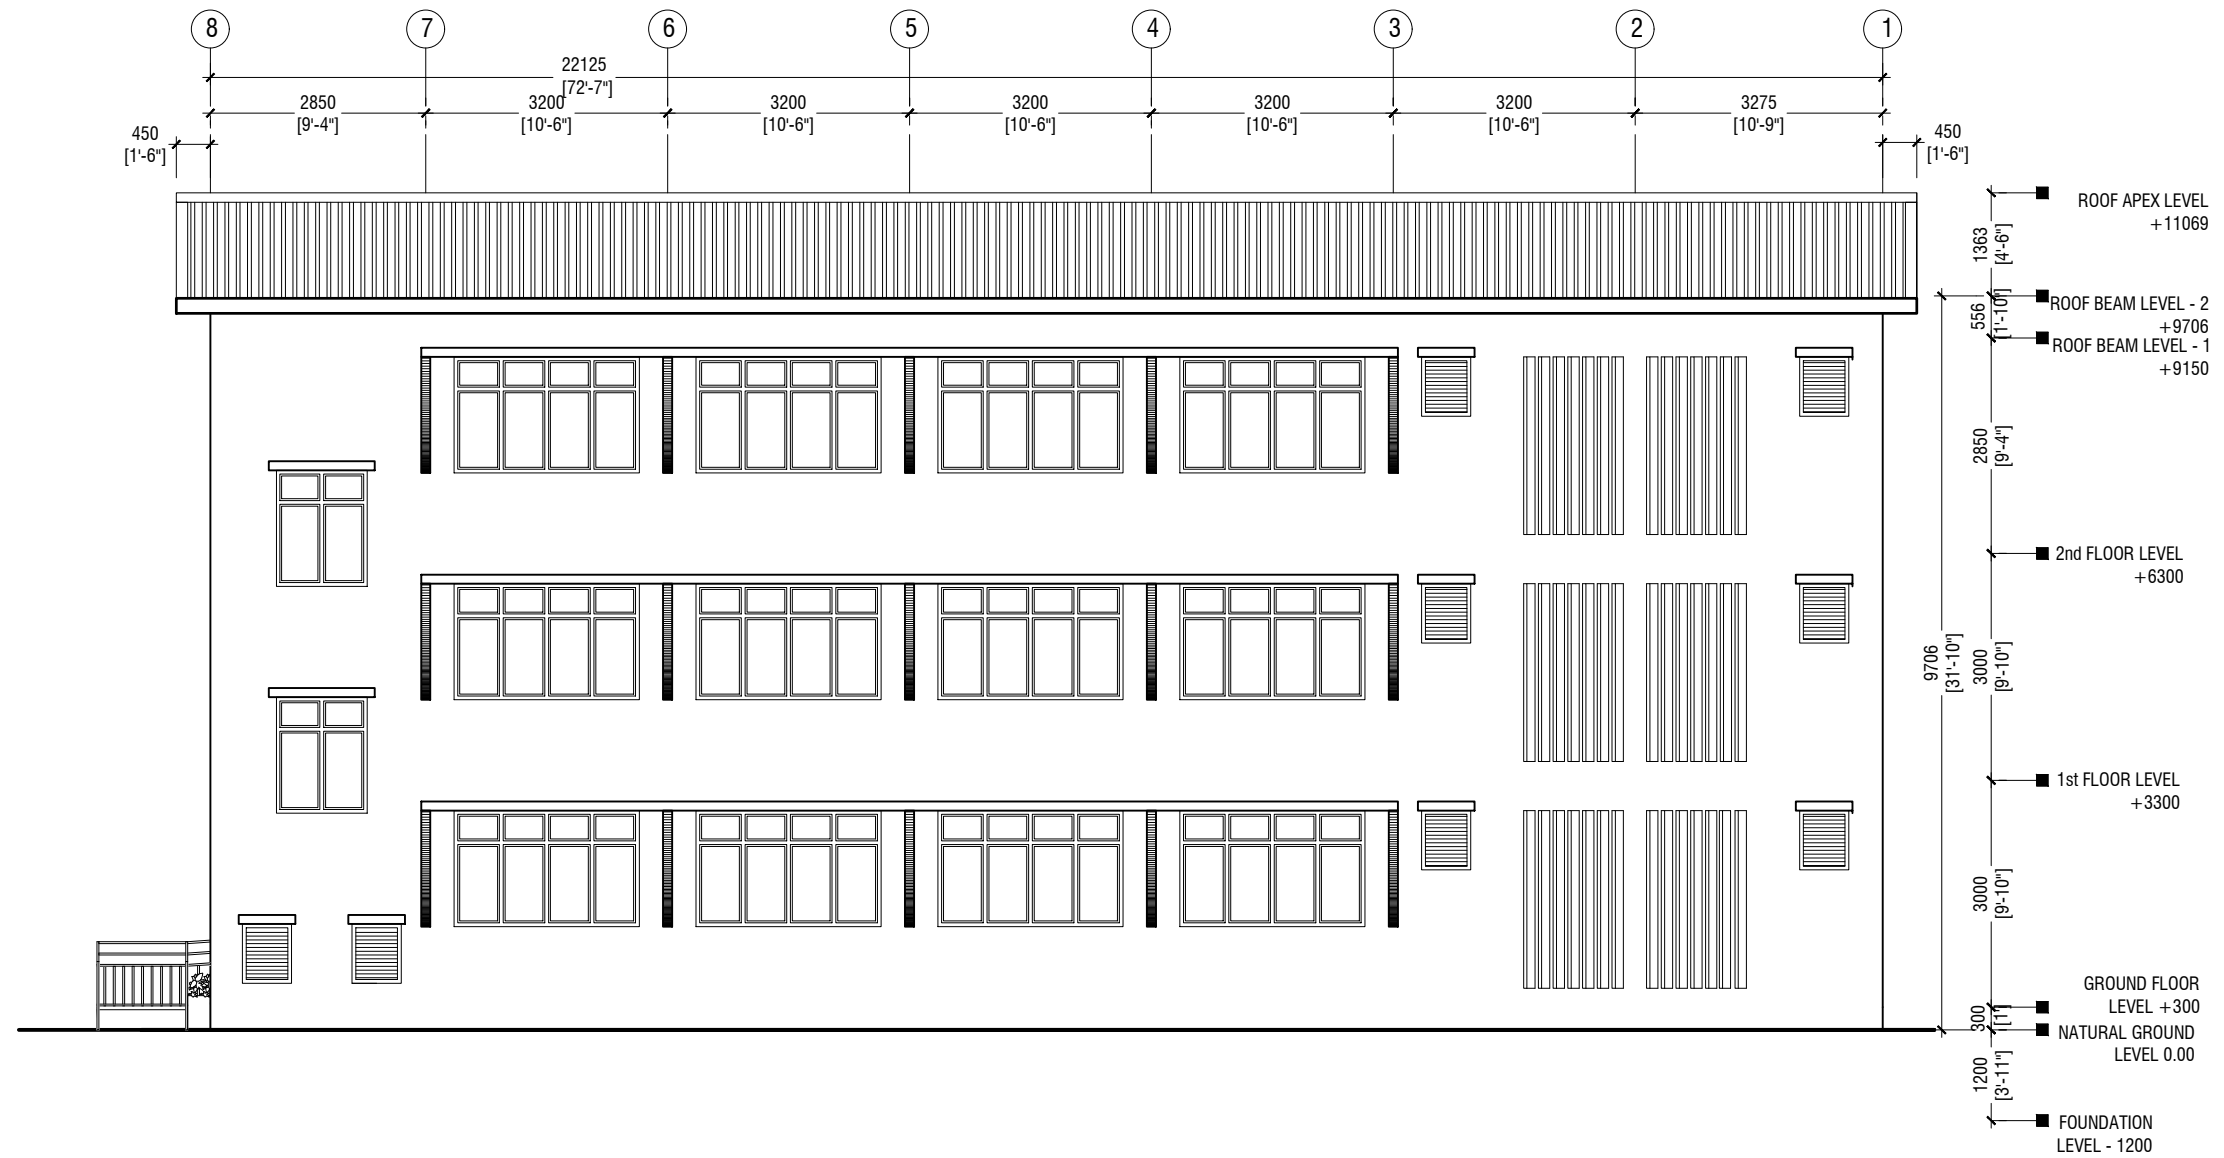 8 7 6 5 4 3 2 1
22125
[72'-7"]
2850 3200 3200 3200 3200 3200 3275
[9'-4"] [10'-6"] [10'-6"] [10'-6"] [10'-6"] [10'-6"] [10'-9"]
450
[1'-6"]
450
[1'-6"]
ROOF APEX LEVEL
+11069
1363
[4'-6"]
ROOF BEAM LEVEL - 2
+9706
556
[1'-10"]
ROOF BEAM LEVEL - 1
+9150
2850
[9'-4"]
2nd FLOOR LEVEL
+6300
9706
[31'-10"]
3000
[9'-10"]
1st FLOOR LEVEL
+3300
3000
[9'-10"]
GROUND FLOOR
LEVEL +300
300
NATURAL GROUND
LEVEL 0.00
1200
[3'-11"]
FOUNDATION
LEVEL - 1200